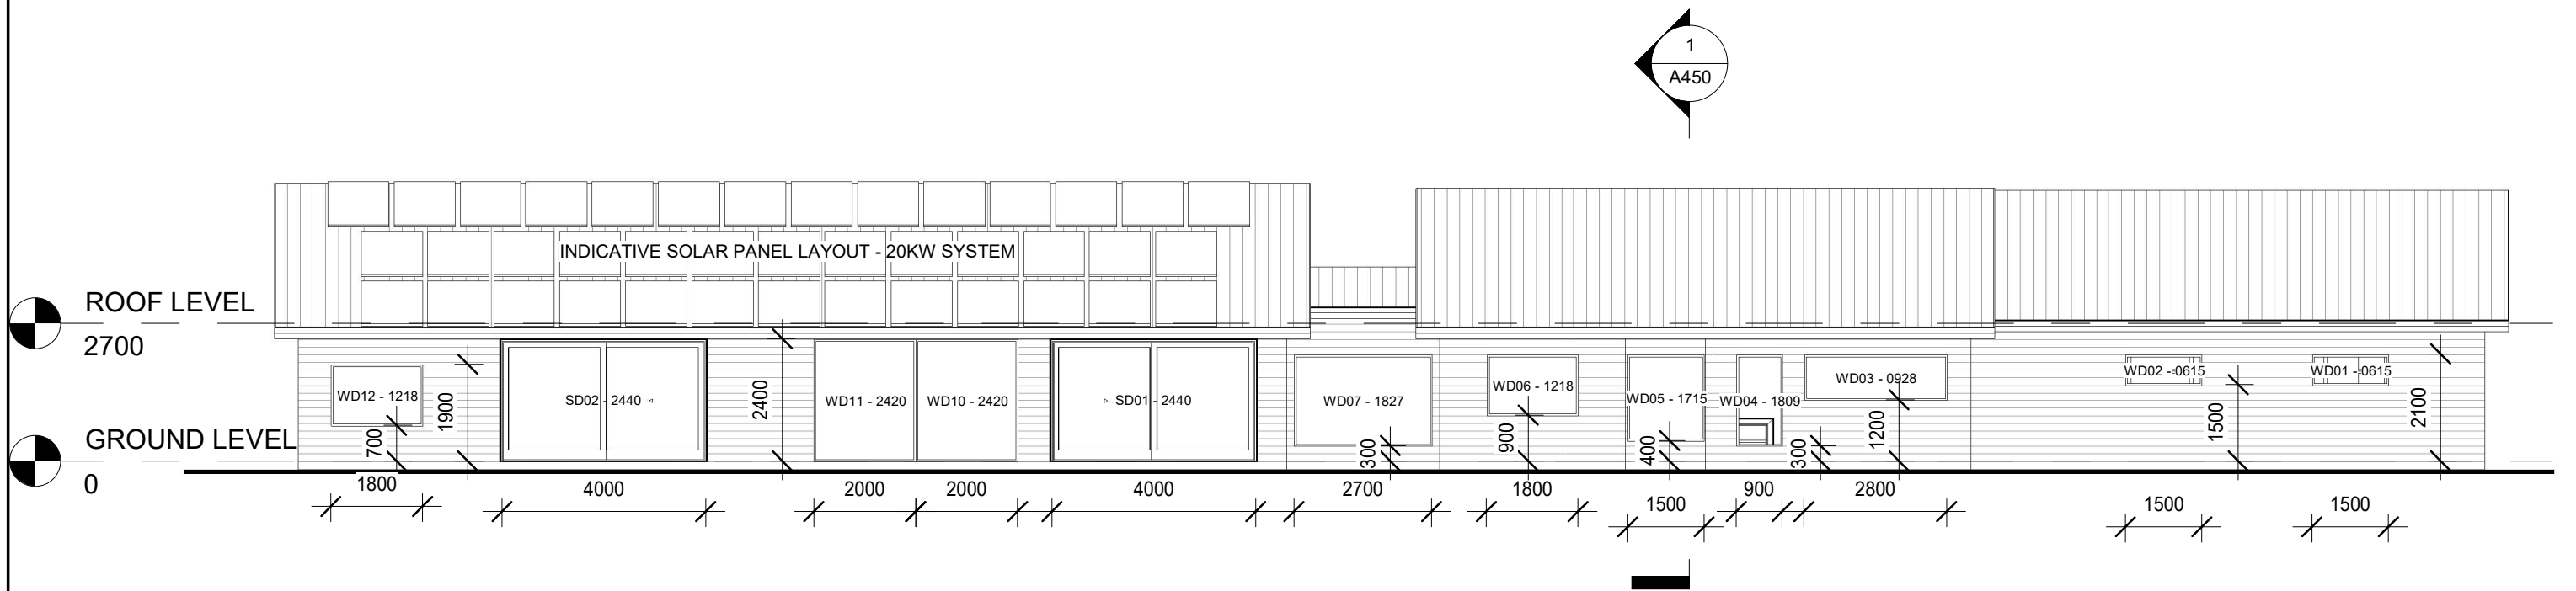 1
A450
INDICATIVE SOLAR PANEL LAYOUT - 20KW SYSTEM
ROOF LEVEL
2700
GROUND LEVEL
0
WD12 - 1218
SD02 - 2440
WD11 - 2420
WD10 - 2420
SD01 - 2440
WD07 - 1827
WD06 - 1218
WD05 - 1715
WD04 - 1809
WD03 - 0928
WD02 - 0615
WD01 - 0615
700
1900
2400
300
900
400
300
1200
1500
2100
1800
4000
2000
2000
4000
2700
1800
1500
900
2800
1500
1500